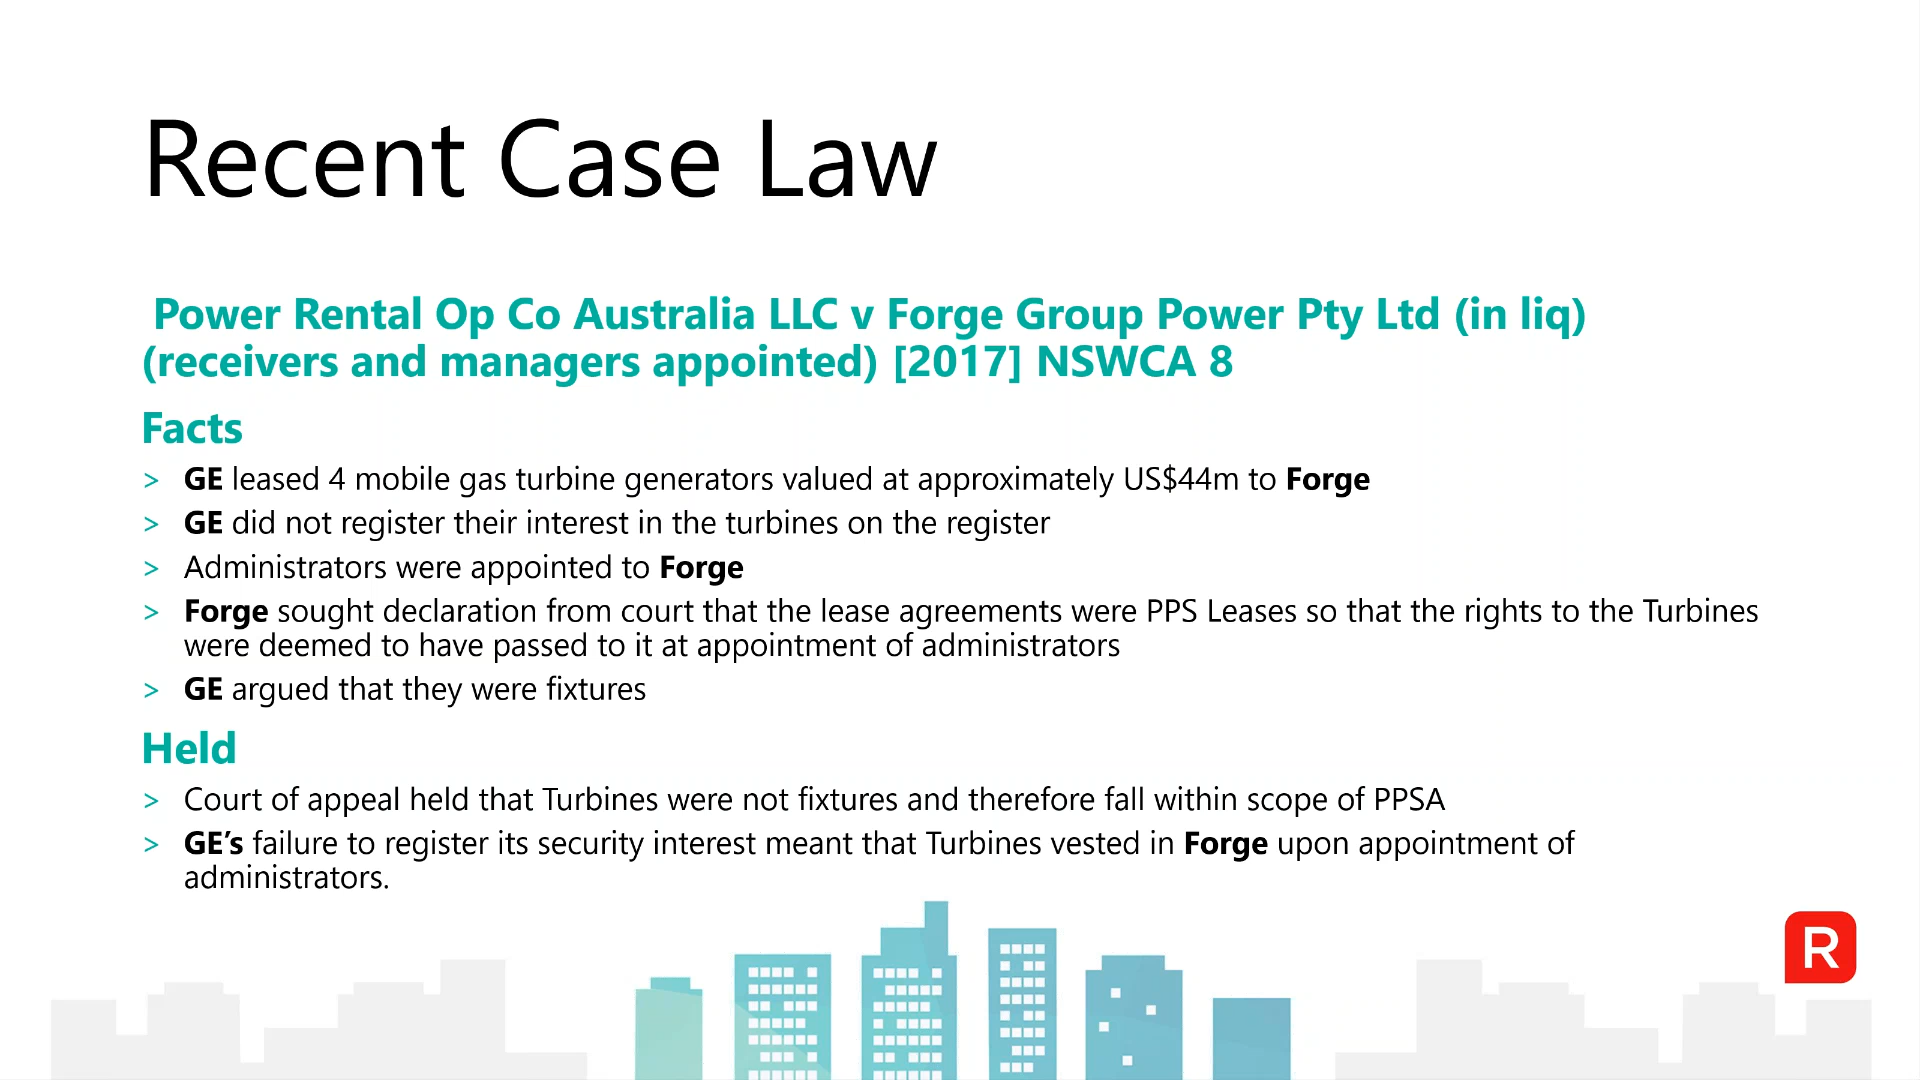 Recent Case Law
Power Rental Op Co Australia LLC v Forge Group Power Pty Ltd (in liq)
(receivers and managers appointed) [2017] NSWCA 8
Facts
> GE leased 4 mobile gas turbine generators valued at approximately US$44m to Forge
> GE did not register their interest in the turbines on the register
> Administrators were appointed to Forge
> Forge sought declaration from court that the lease agreements were PPS Leases so that the rights to the Turbines
were deemed to have passed to it at appointment of administrators
> GE argued that they were fixtures
Held
> Court of appeal held that Turbines were not fixtures and therefore fall within scope of PPSA
> GE’s failure to register its security interest meant that Turbines vested in Forge upon appointment of
administrators.
R